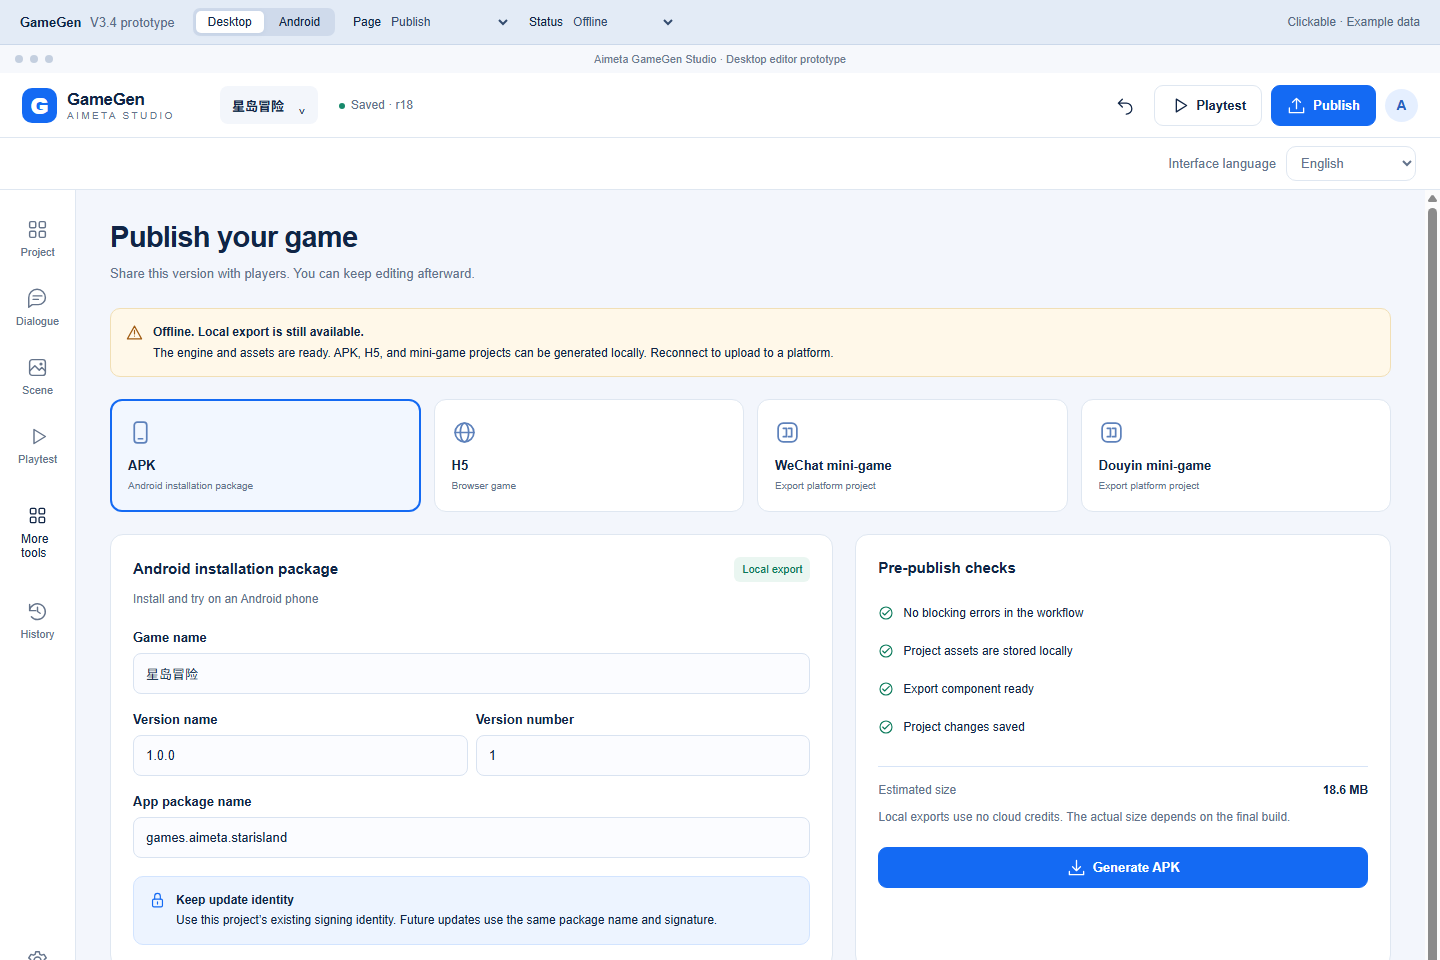 GameGen V3.4 prototype Desktop Android Page Publish Status Offline Clickable · Example data
Aimeta GameGen Studio · Desktop editor prototype
G GameGen
AIMETA STUDIO
星岛冒险
Saved · r18
Playtest
Publish
A
Interface language English
Project
Dialogue
Scene
Playtest
More
tools
History
Publish your game
Share this version with players. You can keep editing afterward.
Offline. Local export is still available.
The engine and assets are ready. APK, H5, and mini-game projects can be generated locally. Reconnect to upload to a platform.
APK
Android installation package
H5
Browser game
WeChat mini-game
Export platform project
Douyin mini-game
Export platform project
Android installation package
Local export
Install and try on an Android phone
Game name
星岛冒险
Version name Version number
1.0.0 1
App package name
games.aimeta.starisland
Keep update identity
Use this project's existing signing identity. Future updates use the same package name and signature.
Pre-publish checks
No blocking errors in the workflow
Project assets are stored locally
Export component ready
Project changes saved
Estimated size 18.6 MB
Local exports use no cloud credits. The actual size depends on the final build.
Generate APK